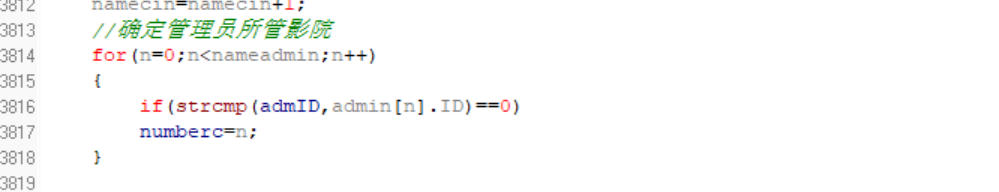 3812 namecin=namecin+1;
3813 //确定管理员所管影院
3814 for(n=0;n<nameadmin;n++)
3815 {
3816 if(strcmp(admID,admin[n].ID)==0)
3817 numberc=n;
3818 }
3819